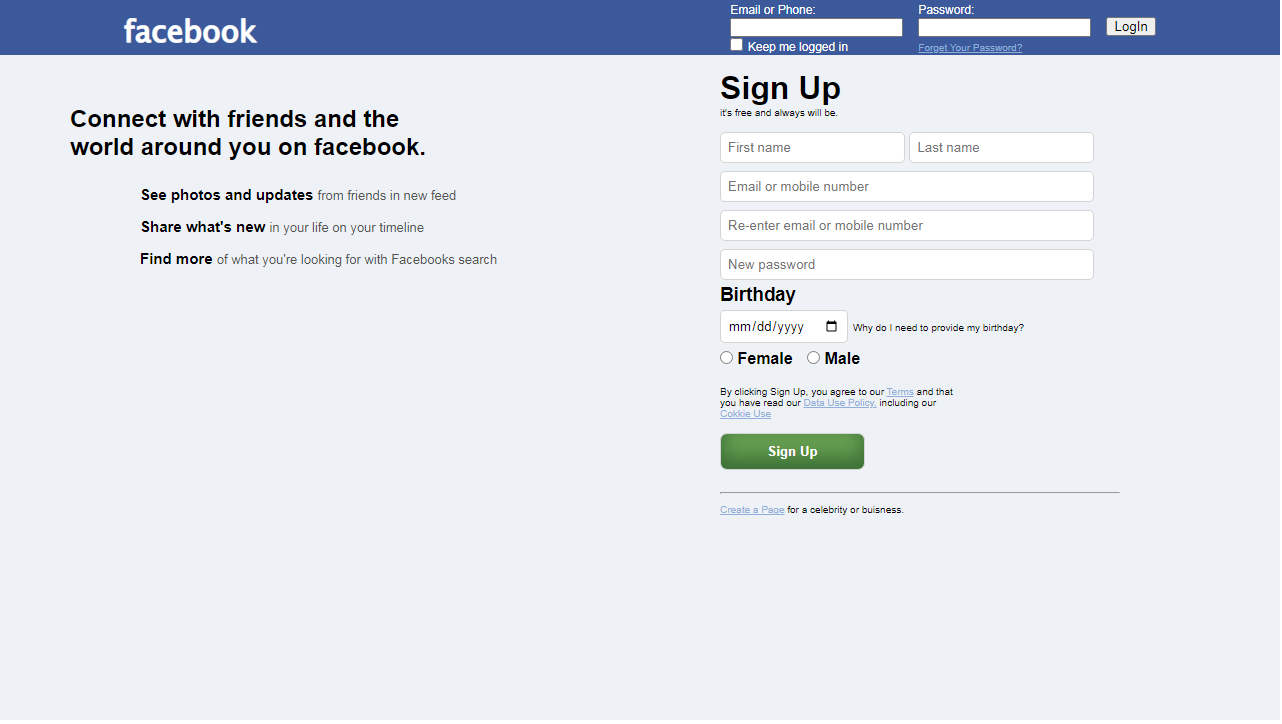 facebook
Email or Phone:
Password:
LogIn
Keep me logged in
Forget Your Password?
Connect with friends and the
world around you on facebook.
See photos and updates from friends in new feed
Share what's new in your life on your timeline
Find more of what you're looking for with Facebooks search
Sign Up
it's free and always will be.
First name
Last name
Email or mobile number
Re-enter email or mobile number
New password
Birthday
mm/dd/yyyy
Why do I need to provide my birthday?
Female
Male
By clicking Sign Up, you agree to our Terms and that
you have read our Data Use Policy, including our
Cokkie Use
Sign Up
Create a Page for a celebrity or buisness.